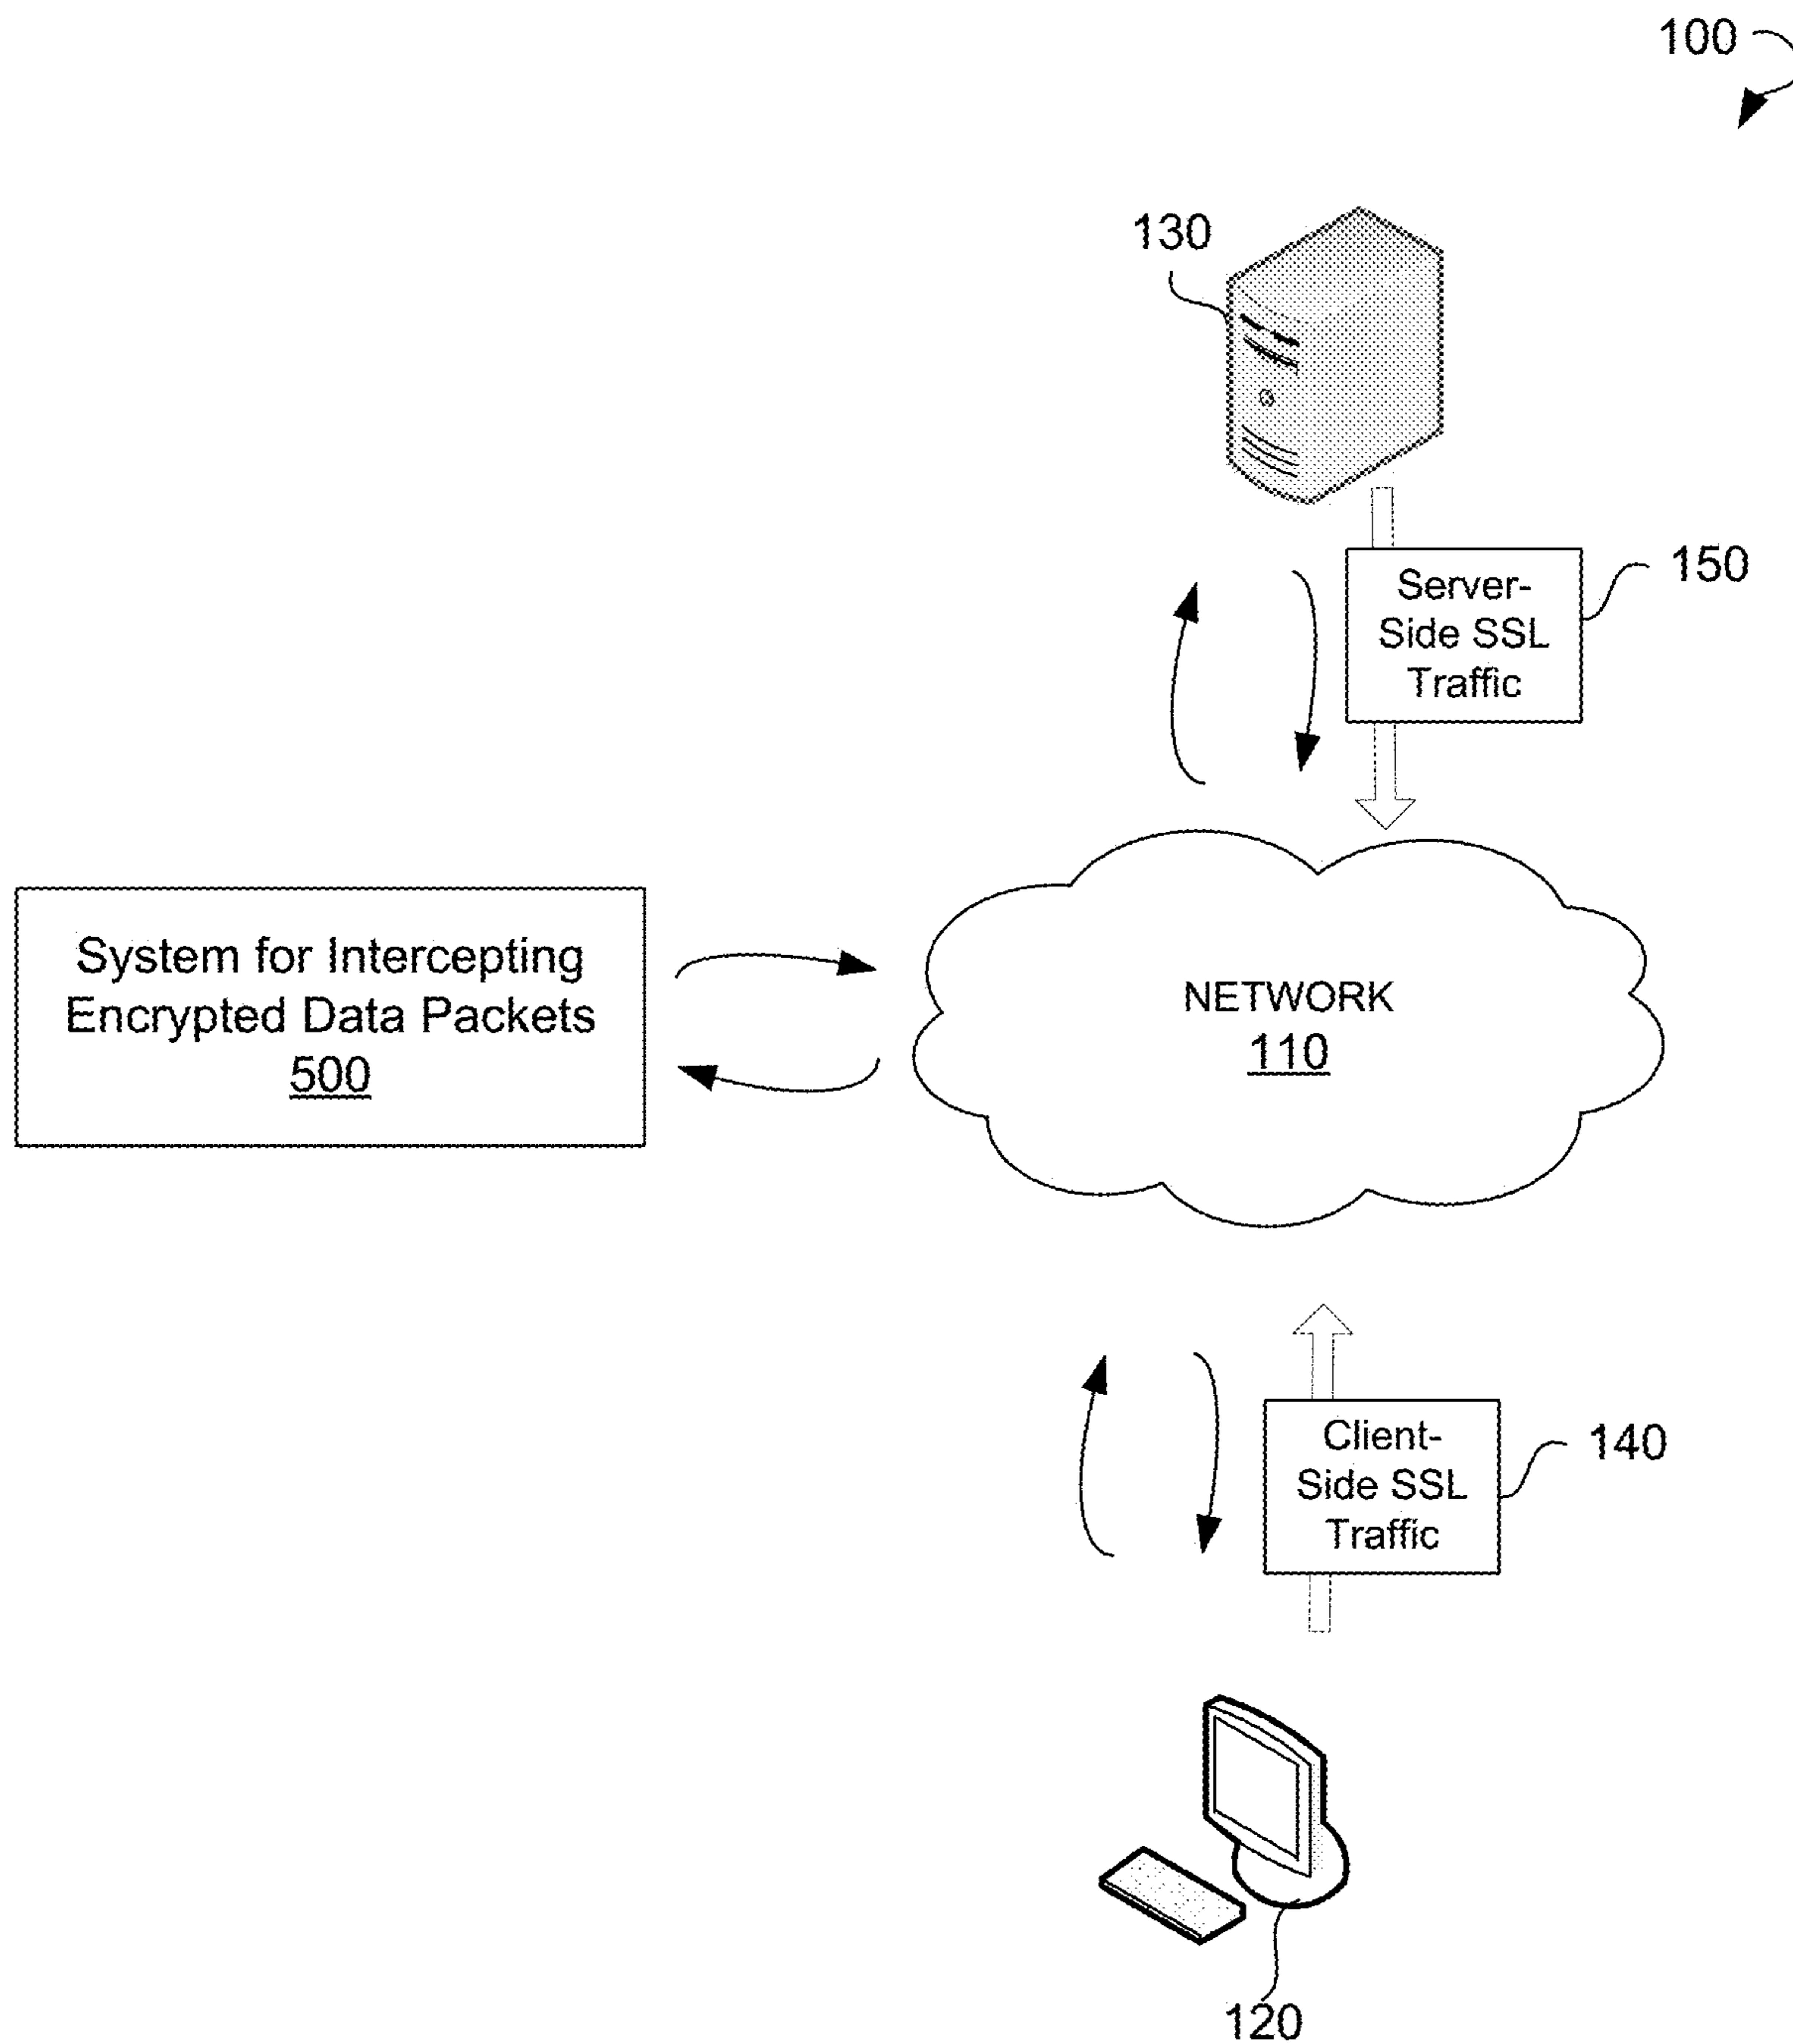 100
130
150
Server-
Side SSL
Traffic
System for Intercepting
Encrypted Data Packets
500
NETWORK
110
Client-
Side SSL
Traffic
140
120